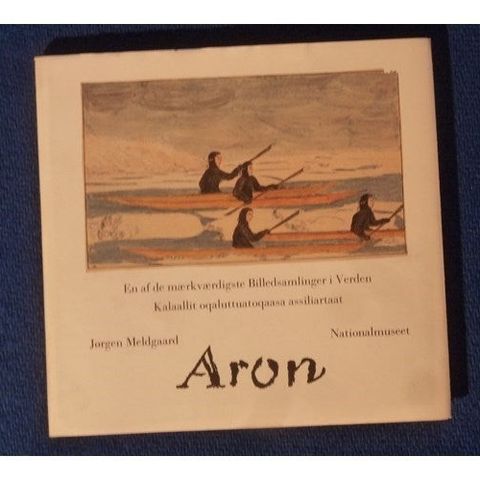 En af de mærkværdigste Billedsamlinger i Verden
Kalaallit oqaluttuatoqaasa assiliartaat
Jørgen Meldgaard
Nationalmuseet
Aron